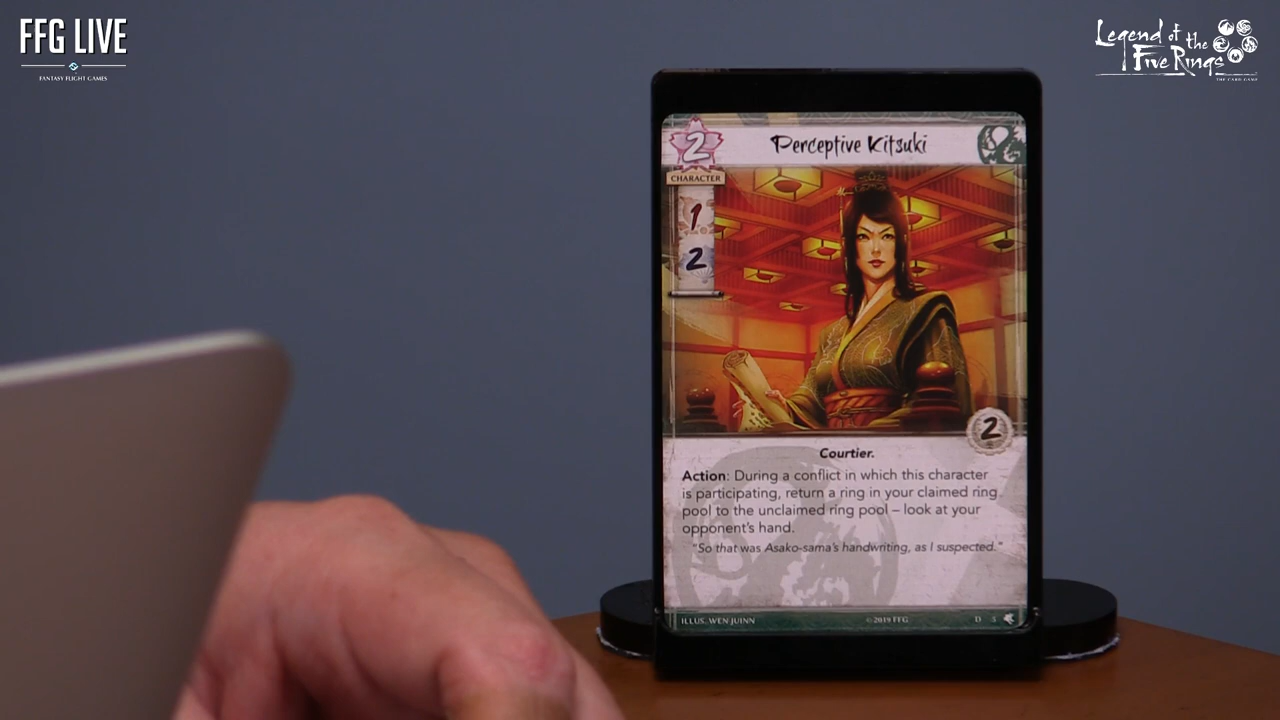 FFG LIVE
FANTASY FLIGHT GAMES
Legend of the
Five Rings
THE CARD GAME
2
Perceptive Kitsuki
CHARACTER
1
2
2
Courtier.
Action: During a conflict in which this character
is participating, return a ring in your claimed ring
pool to the unclaimed ring pool – look at your
opponent's hand.
"So that was Asako-sama's handwriting, as I suspected."
ILLUS. WEN JUINN
©2019 FFG
D
5